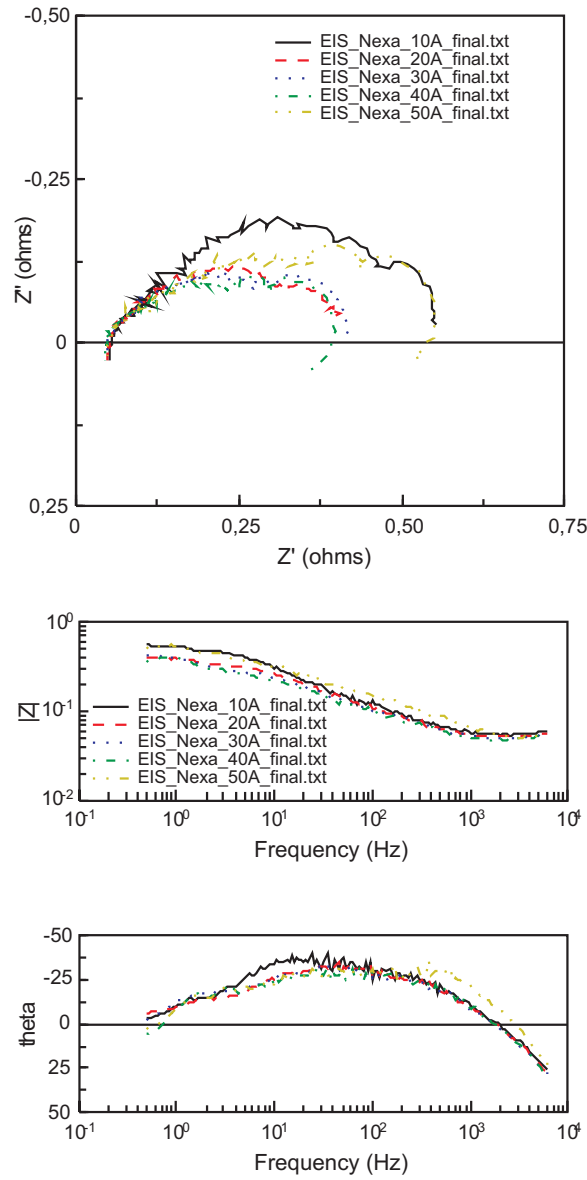 -0,50
EIS_Nexa_10A_final.txt
EIS_Nexa_20A_final.txt
EIS_Nexa_30A_final.txt
EIS_Nexa_40A_final.txt
EIS_Nexa_50A_final.txt
-0,25
Z'' (ohms)
0
0,25
0 0,25 0,50 0,75
Z' (ohms)
10^0
10^-1
10^-2
|Z|
EIS_Nexa_10A_final.txt
EIS_Nexa_20A_final.txt
EIS_Nexa_30A_final.txt
EIS_Nexa_40A_final.txt
EIS_Nexa_50A_final.txt
10^-1 10^0 10^1 10^2 10^3 10^4
Frequency (Hz)
-50
-25
0
25
50
theta
10^-1 10^0 10^1 10^2 10^3 10^4
Frequency (Hz)